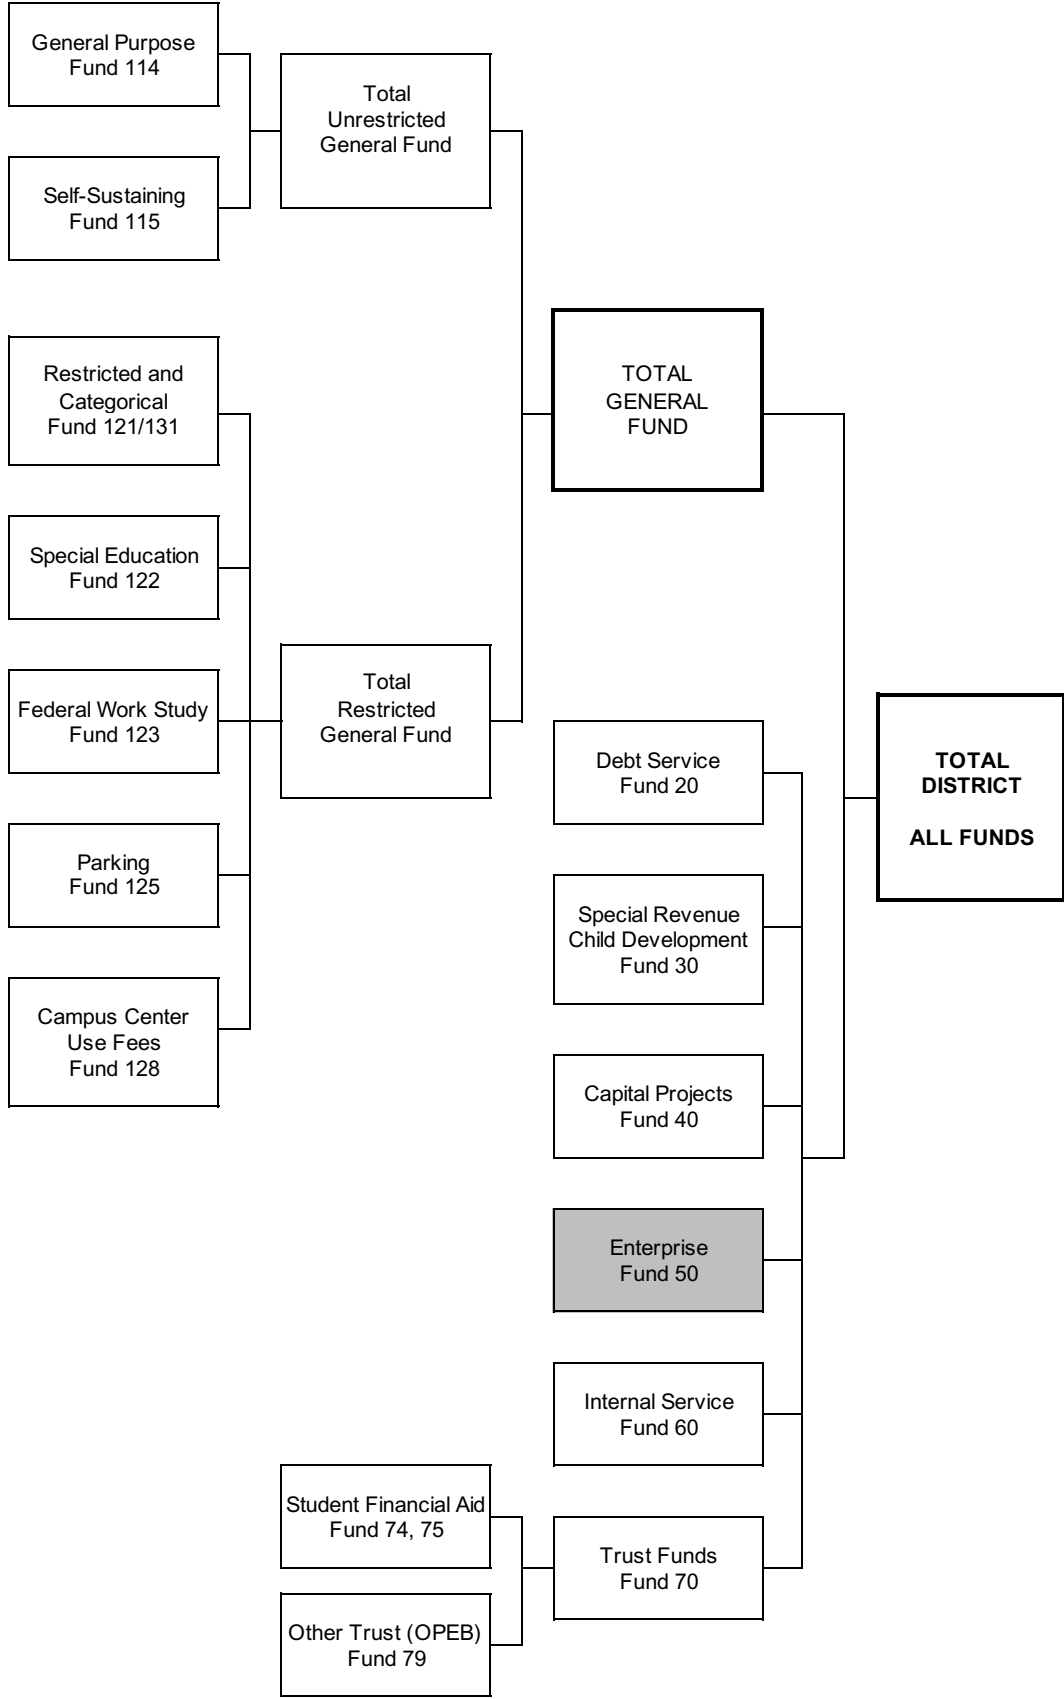 General Purpose
Fund 114
Total
Unrestricted
General Fund
Self-Sustaining
Fund 115
Restricted and
Categorical
Fund 121/131
TOTAL
GENERAL
FUND
Special Education
Fund 122
Federal Work Study
Fund 123
Total
Restricted
General Fund
Debt Service
Fund 20
TOTAL
DISTRICT
ALL FUNDS
Parking
Fund 125
Special Revenue
Child Development
Fund 30
Campus Center
Use Fees
Fund 128
Capital Projects
Fund 40
Enterprise
Fund 50
Internal Service
Fund 60
Student Financial Aid
Fund 74, 75
Trust Funds
Fund 70
Other Trust (OPEB)
Fund 79